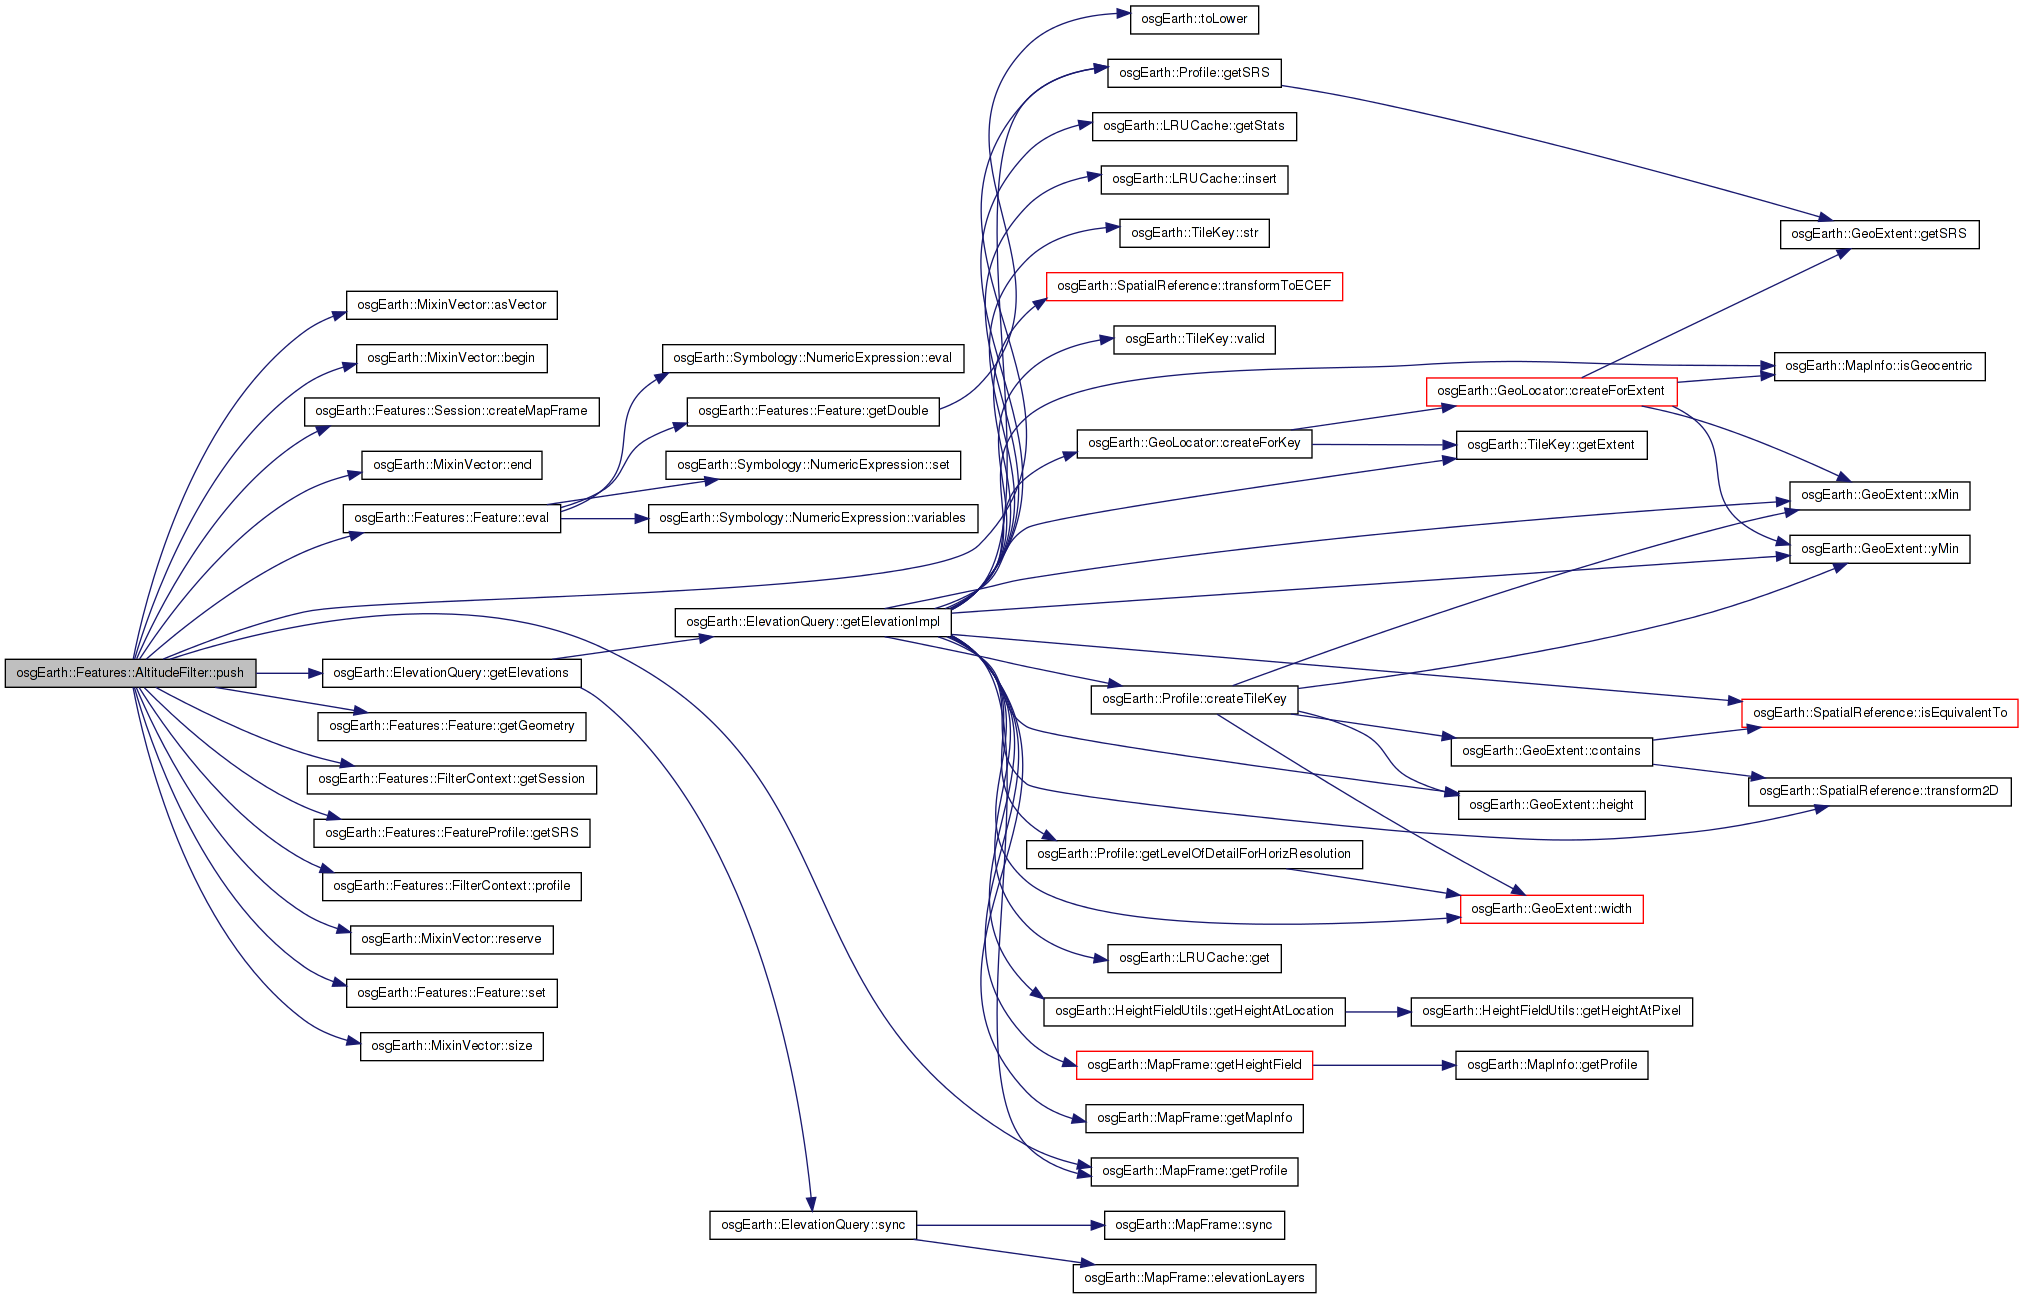 osgEarth::toLower
osgEarth::Profile::getSRS
osgEarth::LRUCache::getStats
osgEarth::LRUCache::insert
osgEarth::TileKey::str
osgEarth::GeoExtent::getSRS
osgEarth::SpatialReference::transformToECEF
osgEarth::MixinVector::asVector
osgEarth::TileKey::valid
osgEarth::MixinVector::begin
osgEarth::Symbology::NumericExpression::eval
osgEarth::MapInfo::isGeocentric
osgEarth::GeoLocator::createForExtent
osgEarth::Features::Session::createMapFrame
osgEarth::Features::Feature::getDouble
osgEarth::GeoLocator::createForKey
osgEarth::TileKey::getExtent
osgEarth::MixinVector::end
osgEarth::Symbology::NumericExpression::set
osgEarth::GeoExtent::xMin
osgEarth::Features::Feature::eval
osgEarth::Symbology::NumericExpression::variables
osgEarth::GeoExtent::yMin
osgEarth::ElevationQuery::getElevationImpl
osgEarth::Features::AltitudeFilter::push
osgEarth::ElevationQuery::getElevations
osgEarth::Profile::createTileKey
osgEarth::SpatialReference::isEquivalentTo
osgEarth::Features::Feature::getGeometry
osgEarth::GeoExtent::contains
osgEarth::Features::FilterContext::getSession
osgEarth::SpatialReference::transform2D
osgEarth::GeoExtent::height
osgEarth::Features::FeatureProfile::getSRS
osgEarth::Profile::getLevelOfDetailForHorizResolution
osgEarth::Features::FilterContext::profile
osgEarth::GeoExtent::width
osgEarth::MixinVector::reserve
osgEarth::LRUCache::get
osgEarth::Features::Feature::set
osgEarth::HeightFieldUtils::getHeightAtLocation
osgEarth::HeightFieldUtils::getHeightAtPixel
osgEarth::MixinVector::size
osgEarth::MapFrame::getHeightField
osgEarth::MapInfo::getProfile
osgEarth::MapFrame::getMapInfo
osgEarth::MapFrame::getProfile
osgEarth::ElevationQuery::sync
osgEarth::MapFrame::sync
osgEarth::MapFrame::elevationLayers